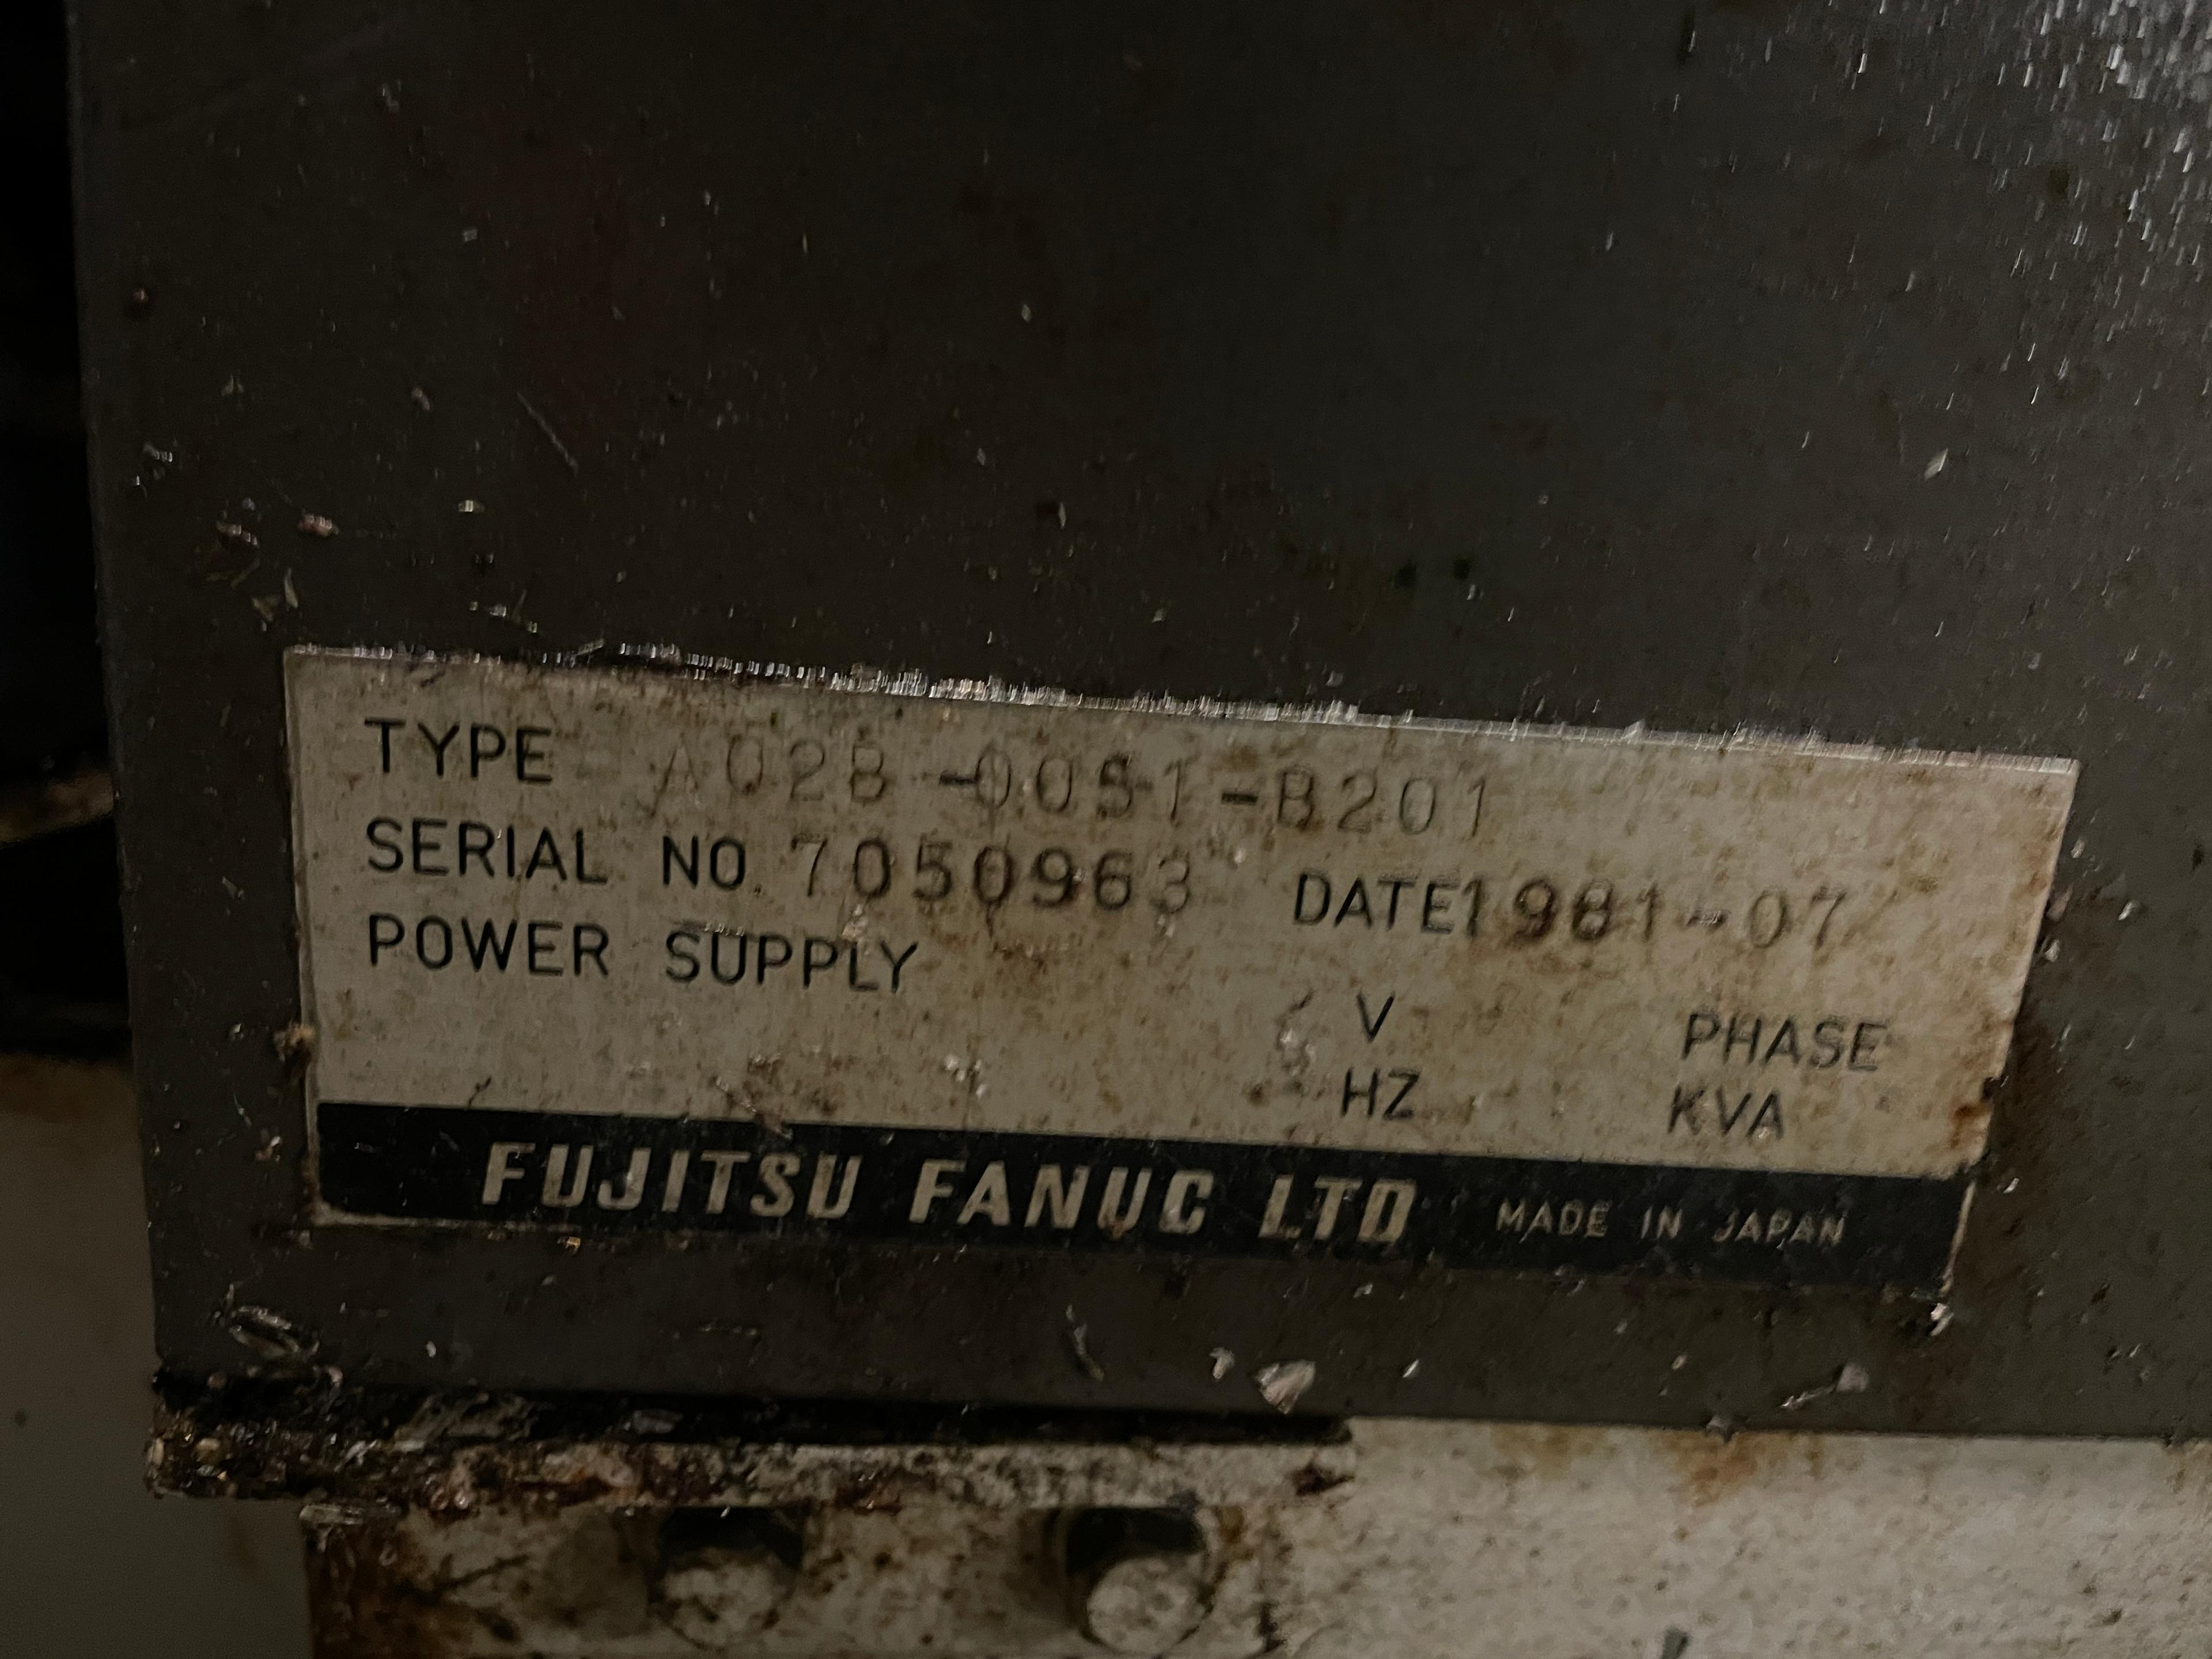 TYPE A02B-0051-B201
SERIAL NO. 7050963 DATE 1981-07
POWER SUPPLY
V PHASE
HZ KVA
FUJITSU FANUC LTD MADE IN JAPAN